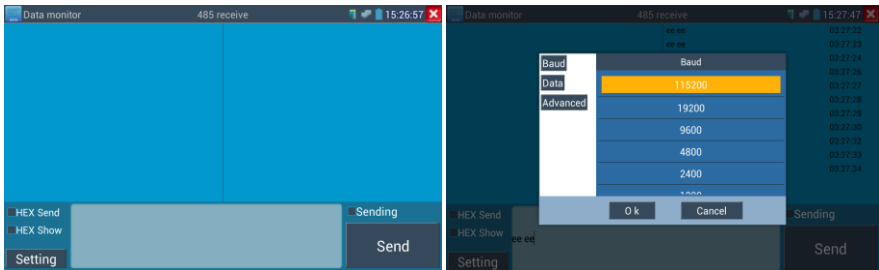 Data monitor 485 receive 15:26:57
HEX Send
HEX Show
Setting
Sending
Send
Data monitor 485 receive 15:27:47
ee ee 03:27:22
ee ee 03:27:23
03:27:24
03:27:26
03:27:27
03:27:28
03:27:29
03:27:30
03:27:32
03:27:33
03:27:34
Baud
Data
Advanced
Baud
115200
19200
9600
4800
2400
1200
Ok Cancel
HEX Send
HEX Show
ee ee
Setting
Sending
Send